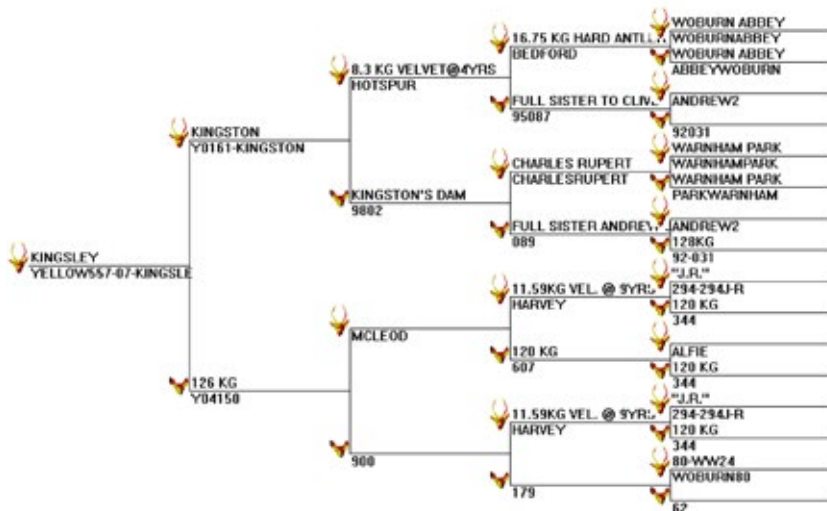 KINGSLEY
YELLOW557-07-KINGSLE
KINGSTON
Y0161-KINGSTON
126 KG
Y04150
8.3 KG VELVET@4YRS
HOTSPUR
KINGSTON'S DAM
9802
MCLEOD
900
16.75 KG HARD
BEDFORD
FULL SISTER TO
95087
CHARLES RUPERT
CHARLESRUPERT
FULL SISTER
089
11.59KG VEL. @ 9YRS
HARVEY
120 KG
607
11.59KG VEL. @ 9YRS
HARVEY
179
WOBURN ABBEY
WOBURNABBEY
WOBURN ABBEY
ABBEYWOBURN
ANDREW2
92031
WARNHAM PARK
WARNHAMPARK
WARNHAM PARK
PARKWARNHAM
ANDREW2
128KG
92-031
"J.R."
294-294J-R
120 KG
344
ALFIE
120 KG
344
"J.R."
294-294J-R
120 KG
344
80-WW24
WOBURN80
62